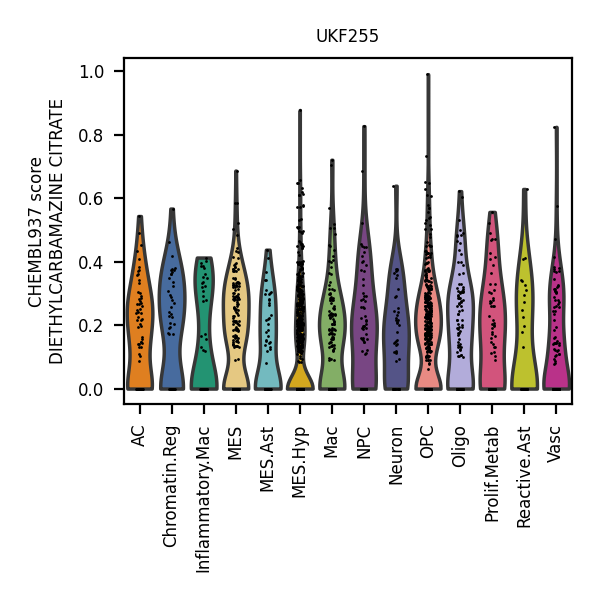 UKF255
CHEMBL937 score
DIETHYLCARBAMAZINE CITRATE
1.0
0.8
0.6
0.4
0.2
0.0
AC
Chromatin.Reg
Inflammatory.Mac
MES
MES.Ast
MES.Hyp
Mac
NPC
Neuron
OPC
Oligo
Prolif.Metab
Reactive.Ast
Vasc